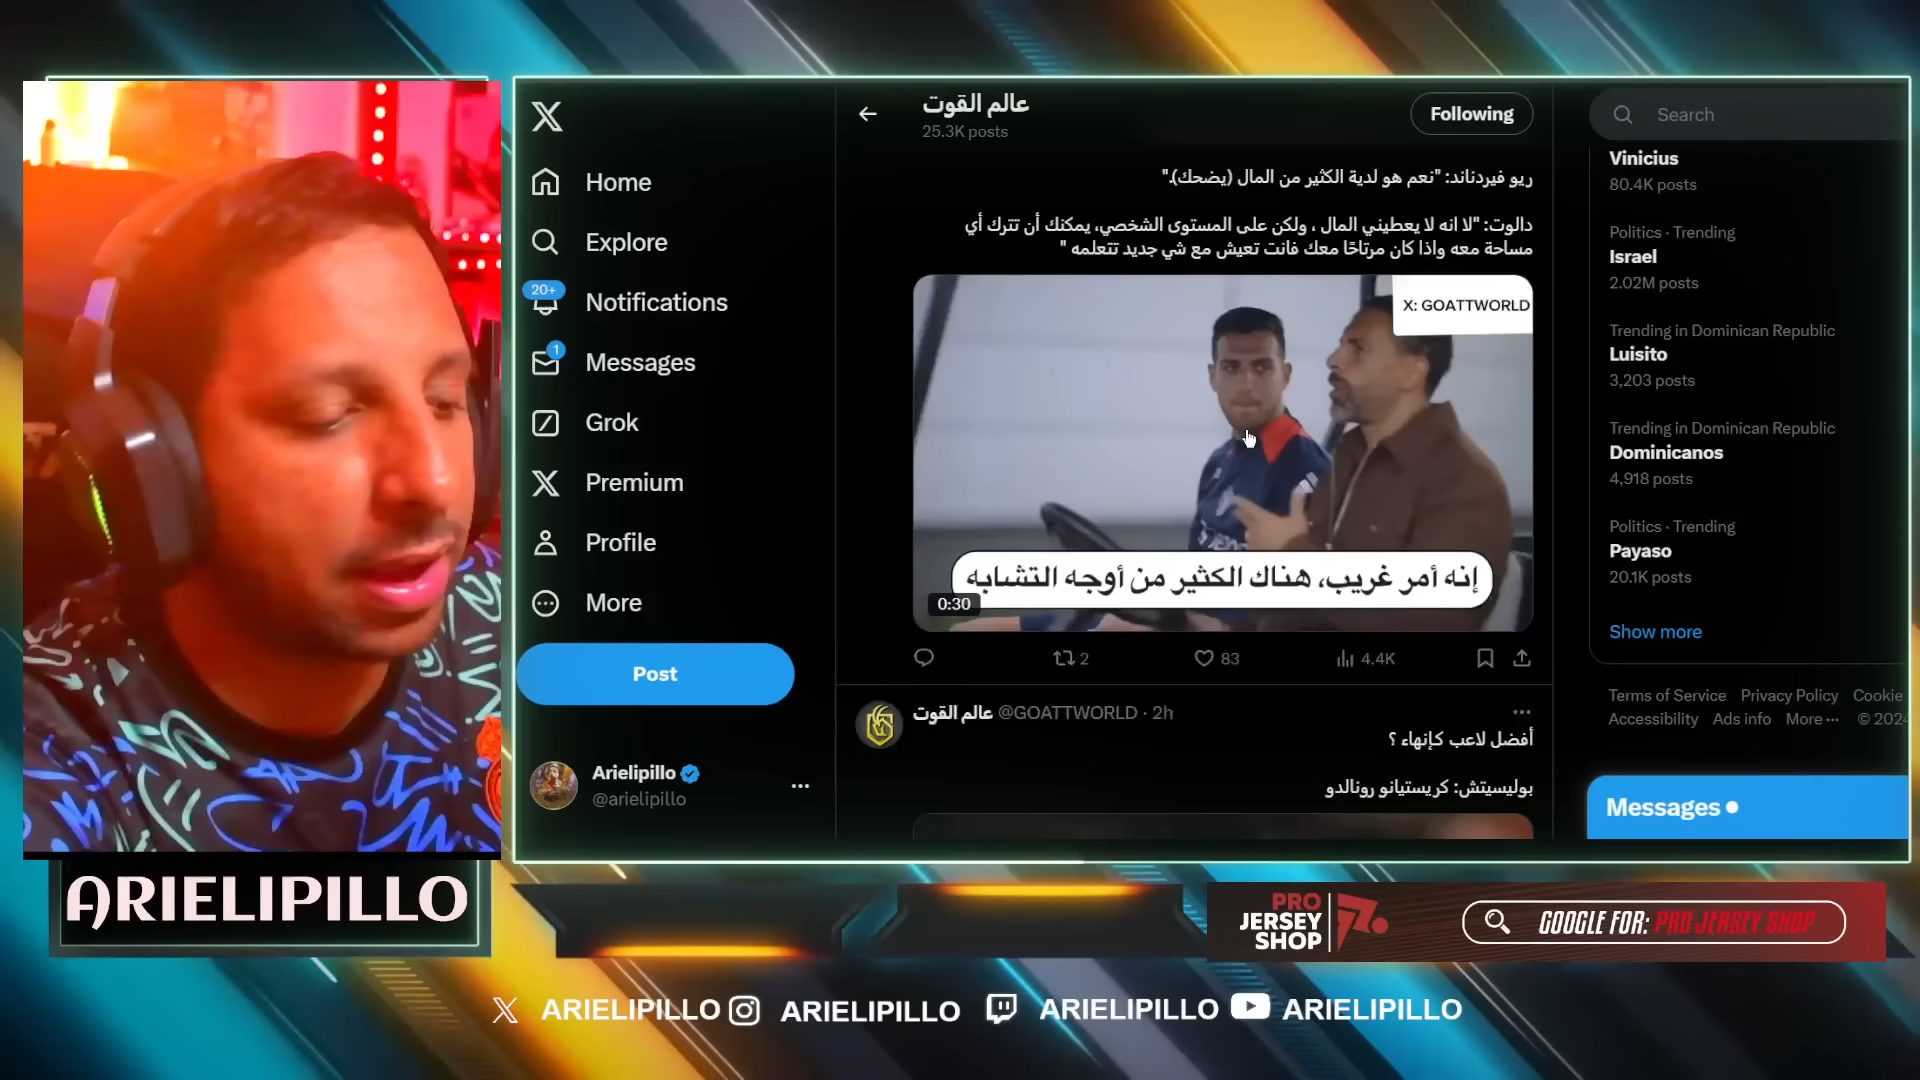 عالم القوت
25.3K posts
Following
Search
Home
Explore
20+
Notifications
1
Messages
Grok
Premium
Profile
More
Post
Arielipillo
@arielipillo
ريو فيردناند: "نعم هو لدية الكثير من المال (يضحك)."
دالوت: "لا انه لا يعطيني المال ، ولكن على المستوى الشخصي، يمكنك أن تترك أي
مساحة معه واذا كان مرتاحًا معك فانت تعيش مع شي جديد تتعلمه "
X: GOATTWORLD
إنه أمر غريب، هناك الكثير من أوجه التشابه
0:30
2
83
4.4K
عالم القوت @GOATTWORLD · 2h
أفضل لاعب كإنهاء ؟
بوليسيتش: كريستيانو رونالدو
Vinicius
80.4K posts
Politics · Trending
Israel
2.02M posts
Trending in Dominican Republic
Luisito
3,203 posts
Trending in Dominican Republic
Dominicanos
4,918 posts
Politics · Trending
Payaso
20.1K posts
Show more
Terms of Service Privacy Policy Cookie
Accessibility Ads info More ··· © 2024
Messages
ARIELIPILLO
PRO
JERSEY
SHOP
GOOGLE FOR: PRO JERSEY SHOP
ARIELIPILLO ARIELIPILLO ARIELIPILLO ARIELIPILLO